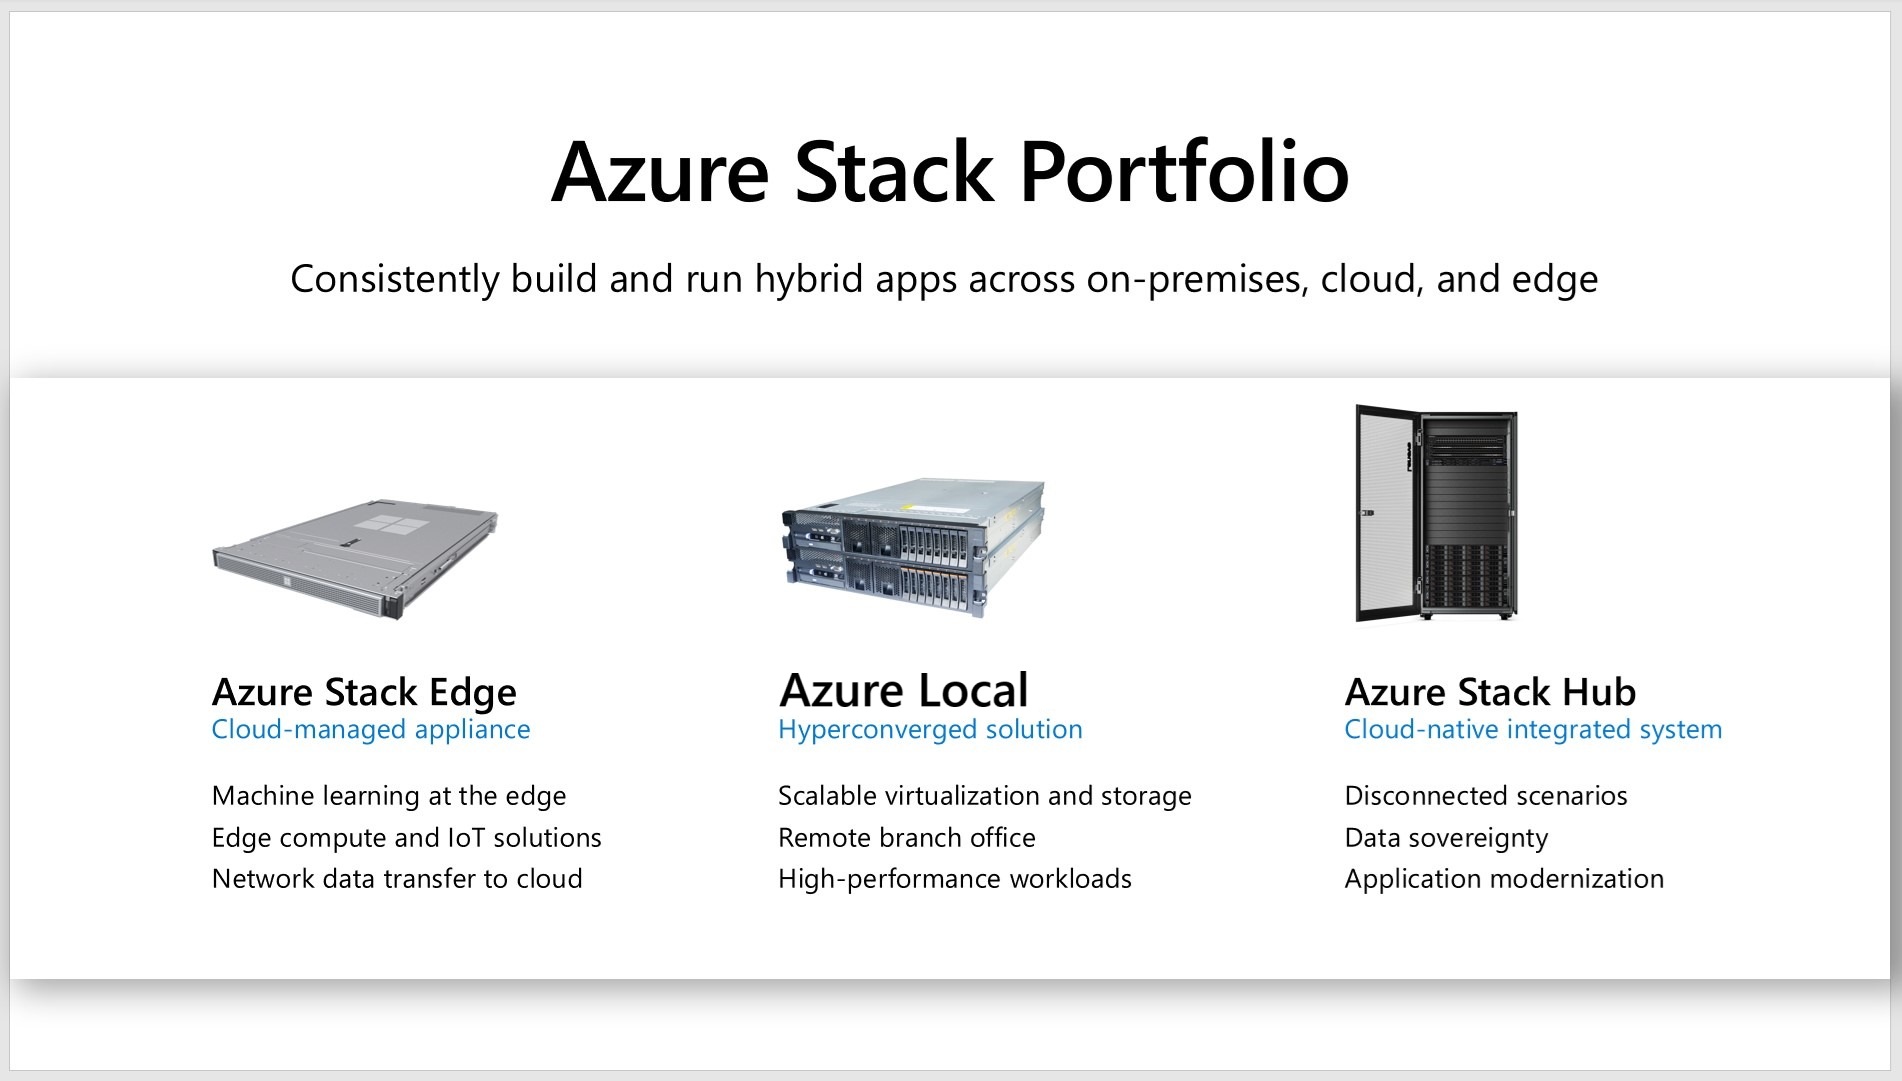 Azure Stack Portfolio
Consistently build and run hybrid apps across on-premises, cloud, and edge
Azure Stack Edge
Cloud-managed appliance
Machine learning at the edge
Edge compute and IoT solutions
Network data transfer to cloud
Azure Local
Hyperconverged solution
Scalable virtualization and storage
Remote branch office
High-performance workloads
Azure Stack Hub
Cloud-native integrated system
Disconnected scenarios
Data sovereignty
Application modernization